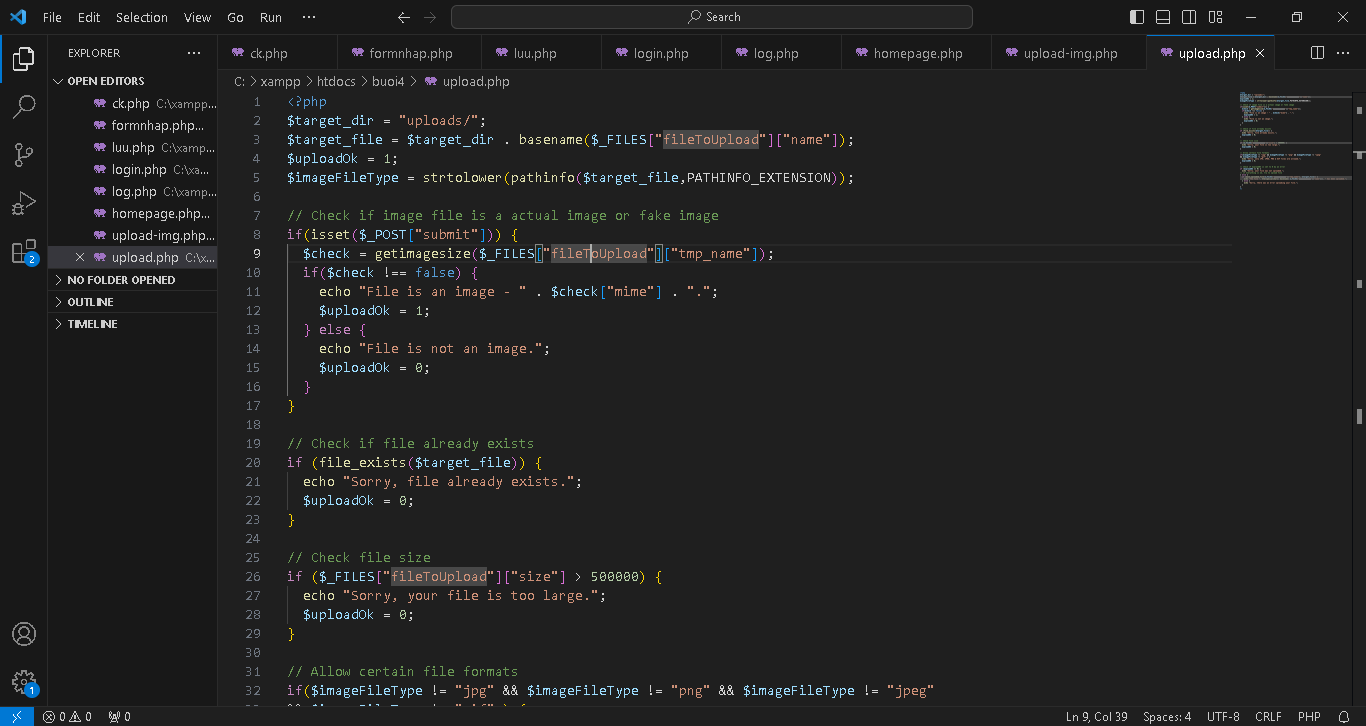 File Edit Selection View Go Run ··· Search
EXPLORER ···
ck.php formnhap.php luu.php login.php log.php homepage.php upload-img.php upload.php
OPEN EDITORS
C: > xampp > htdocs > buoi4 > upload.php
ck.php C:\xampp...
formnhap.php...
luu.php C:\xamp...
login.php C:\xa...
log.php C:\xamp...
homepage.php...
upload-img.php...
upload.php C:\x...
NO FOLDER OPENED
OUTLINE
TIMELINE
2
1
1 <?php
2 $target_dir = "uploads/";
3 $target_file = $target_dir . basename($_FILES["fileToUpload"]["name"]);
4 $uploadOk = 1;
5 $imageFileType = strtolower(pathinfo($target_file,PATHINFO_EXTENSION));
6
7 // Check if image file is a actual image or fake image
8 if(isset($_POST["submit"])) {
9 $check = getimagesize($_FILES["fileToUpload"]["tmp_name"]);
10 if($check !== false) {
11 echo "File is an image - " . $check["mime"] . ".";
12 $uploadOk = 1;
13 } else {
14 echo "File is not an image.";
15 $uploadOk = 0;
16 }
17 }
18
19 // Check if file already exists
20 if (file_exists($target_file)) {
21 echo "Sorry, file already exists.";
22 $uploadOk = 0;
23 }
24
25 // Check file size
26 if ($_FILES["fileToUpload"]["size"] > 500000) {
27 echo "Sorry, your file is too large.";
28 $uploadOk = 0;
29 }
30
31 // Allow certain file formats
32 if($imageFileType != "jpg" && $imageFileType != "png" && $imageFileType != "jpeg"
0 0 0 Ln 9, Col 39 Spaces: 4 UTF-8 CRLF PHP